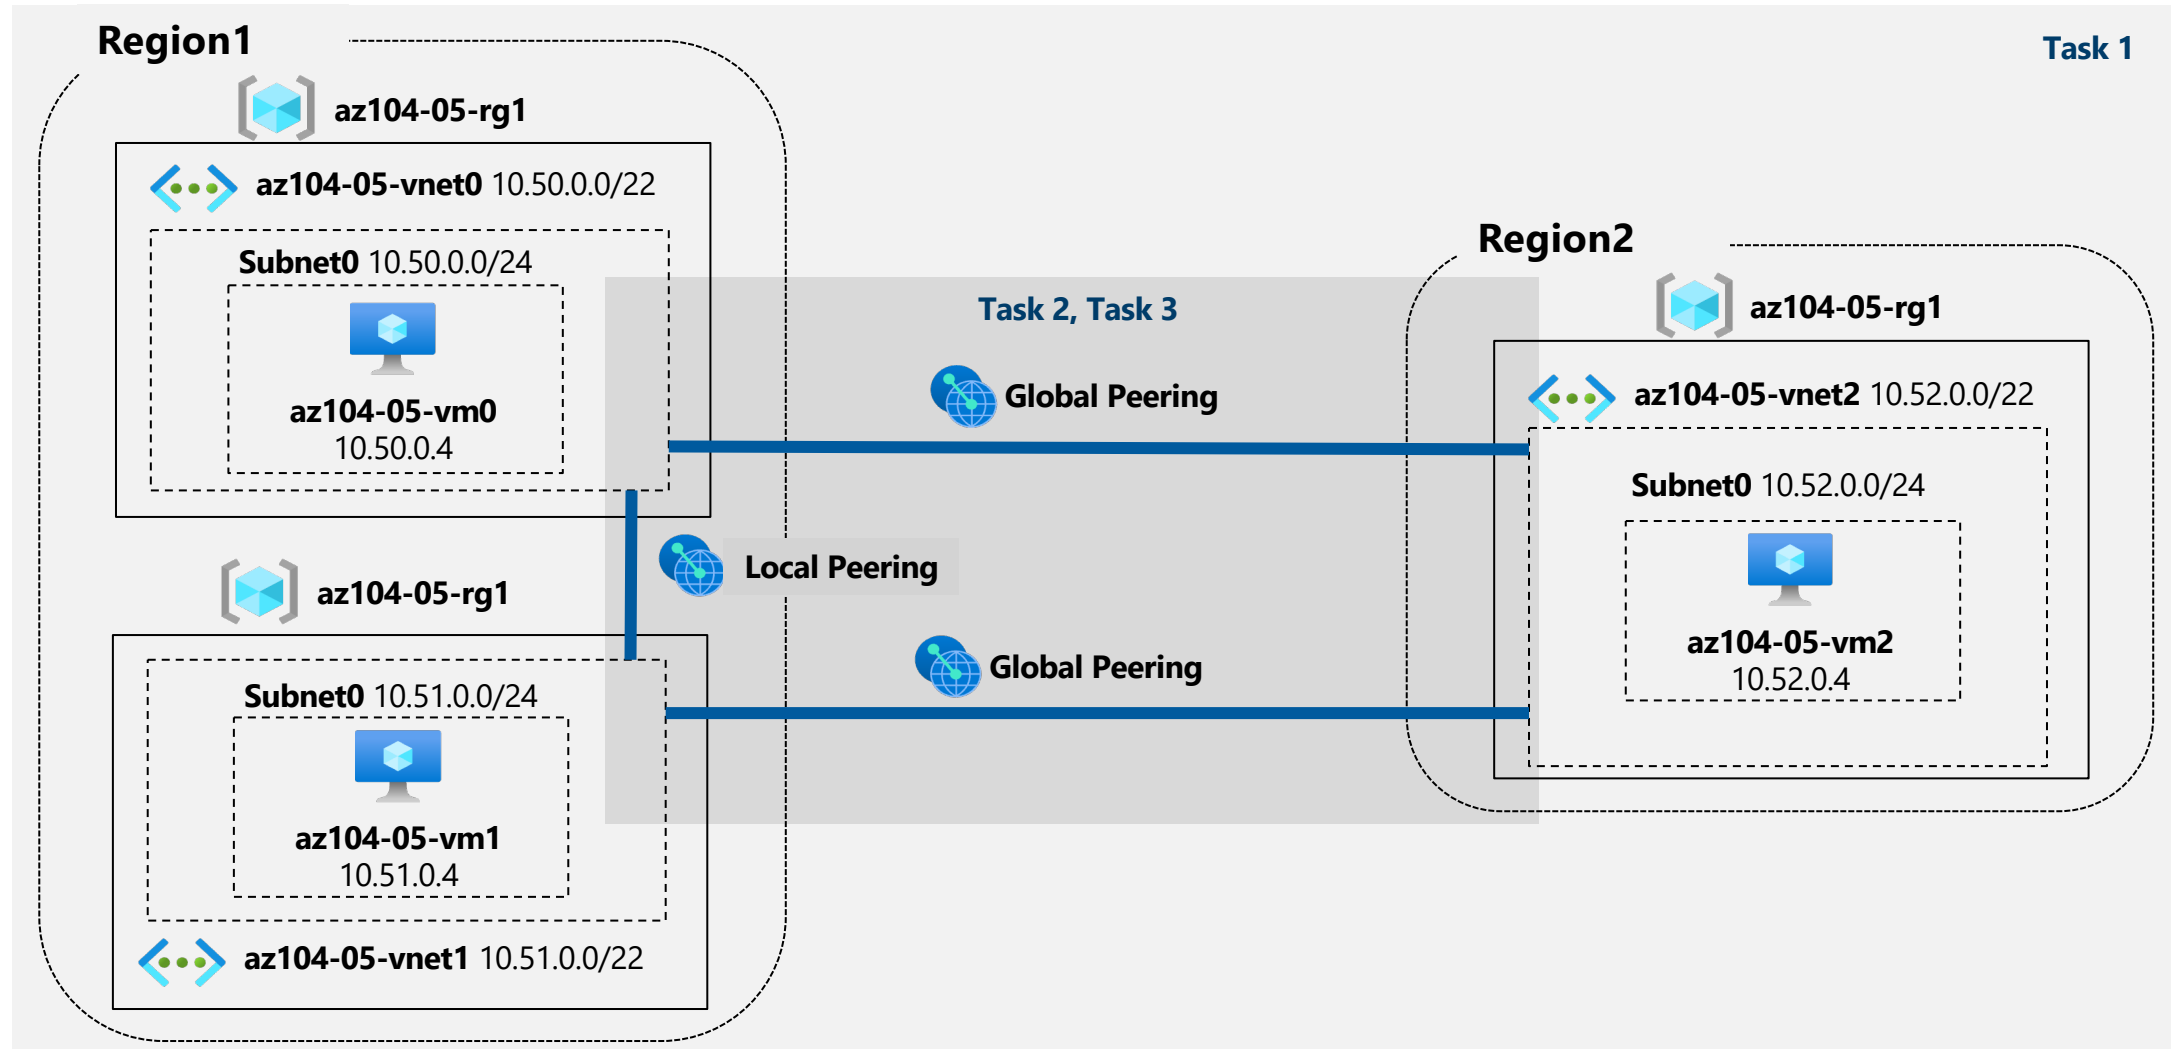 Region1
Task 1
az104-05-rg1
az104-05-vnet0 10.50.0.0/22
Subnet0 10.50.0.0/24
az104-05-vm0
10.50.0.4
Task 2, Task 3
Global Peering
Local Peering
Global Peering
az104-05-rg1
Subnet0 10.51.0.0/24
az104-05-vm1
10.51.0.4
az104-05-vnet1 10.51.0.0/22
Region2
az104-05-rg1
az104-05-vnet2 10.52.0.0/22
Subnet0 10.52.0.0/24
az104-05-vm2
10.52.0.4